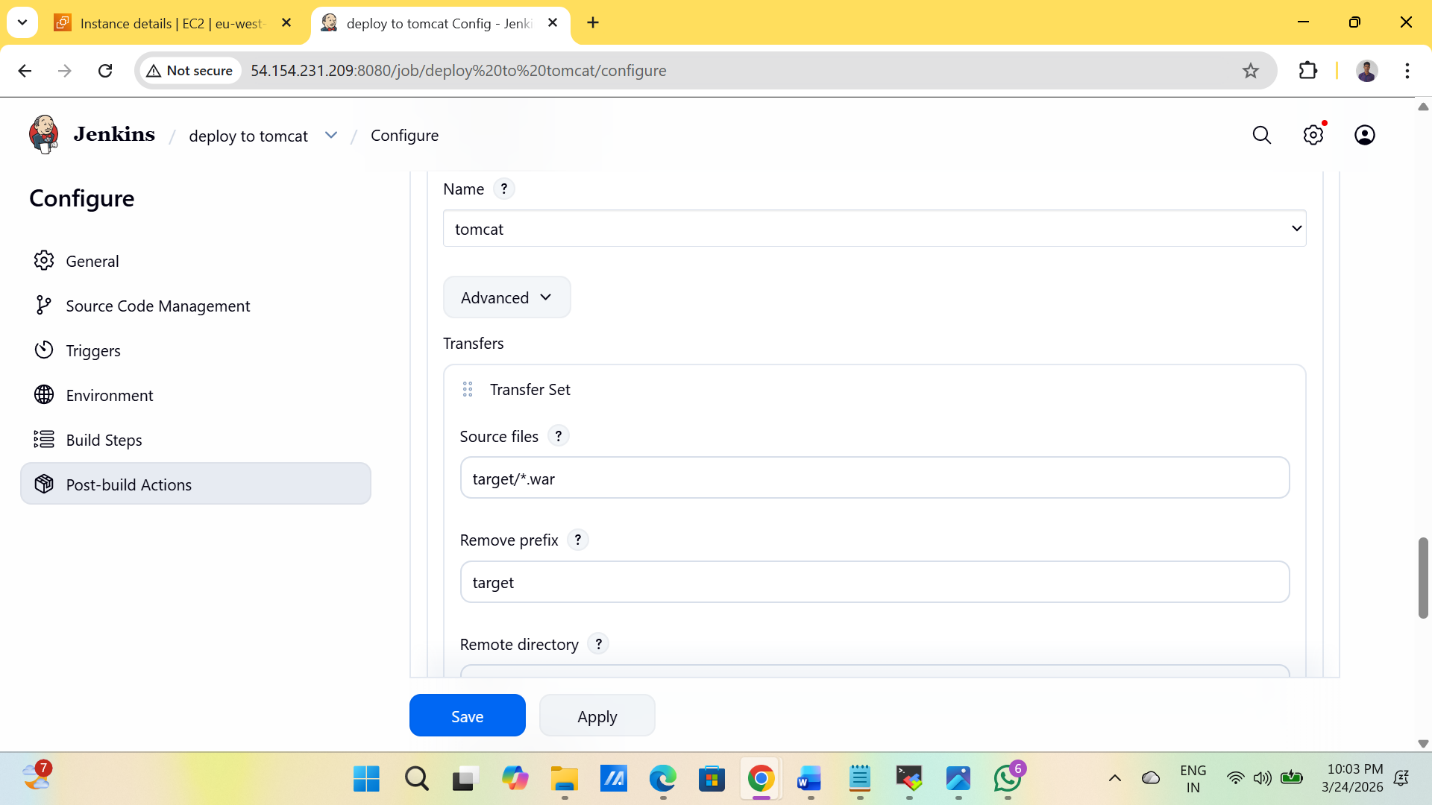 Instance details | EC2 | eu-west-
deploy to tomcat Config - Jenki
Not secure
54.154.231.209:8080/job/deploy%20to%20tomcat/configure
Jenkins / deploy to tomcat / Configure
Configure
General
Source Code Management
Triggers
Environment
Build Steps
Post-build Actions
Name ?
tomcat
Advanced
Transfers
Transfer Set
Source files ?
target/*.war
Remove prefix ?
target
Remote directory ?
Save
Apply
7
6
ENG
IN
10:03 PM
3/24/2026